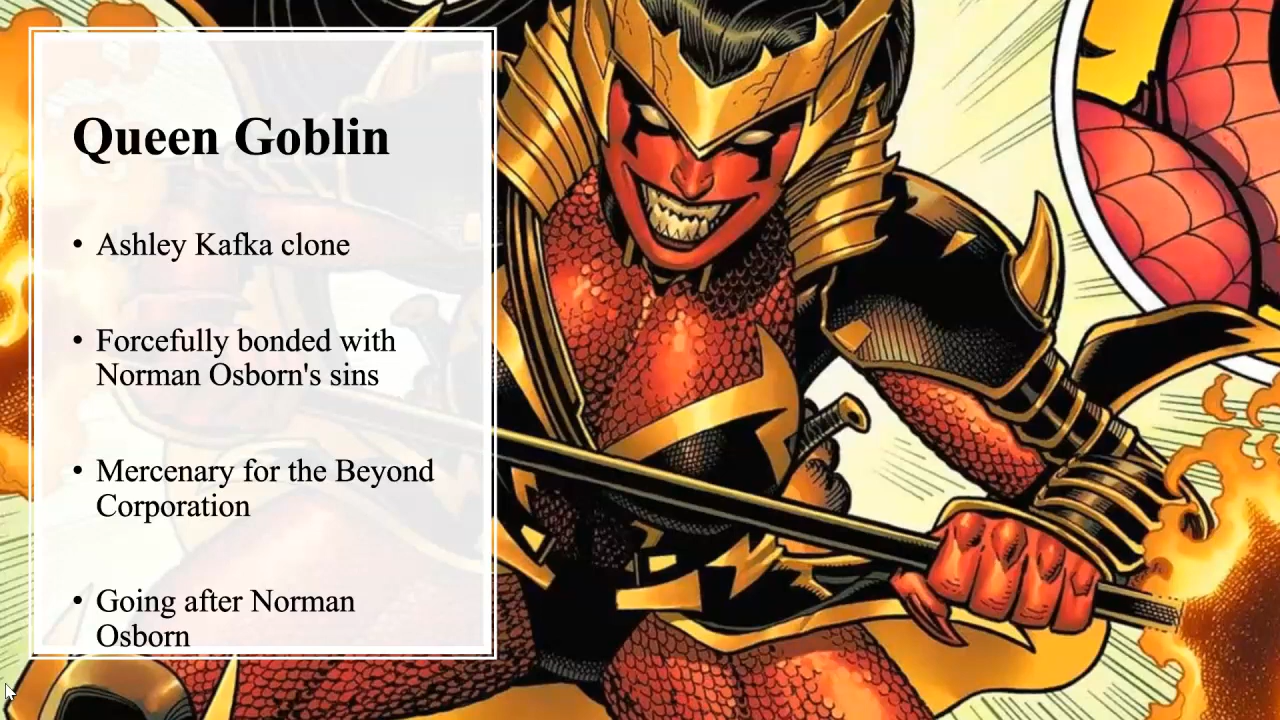 Queen Goblin
• Ashley Kafka clone
• Forcefully bonded with
Norman Osborn's sins
• Mercenary for the Beyond
Corporation
• Going after Norman
Osborn